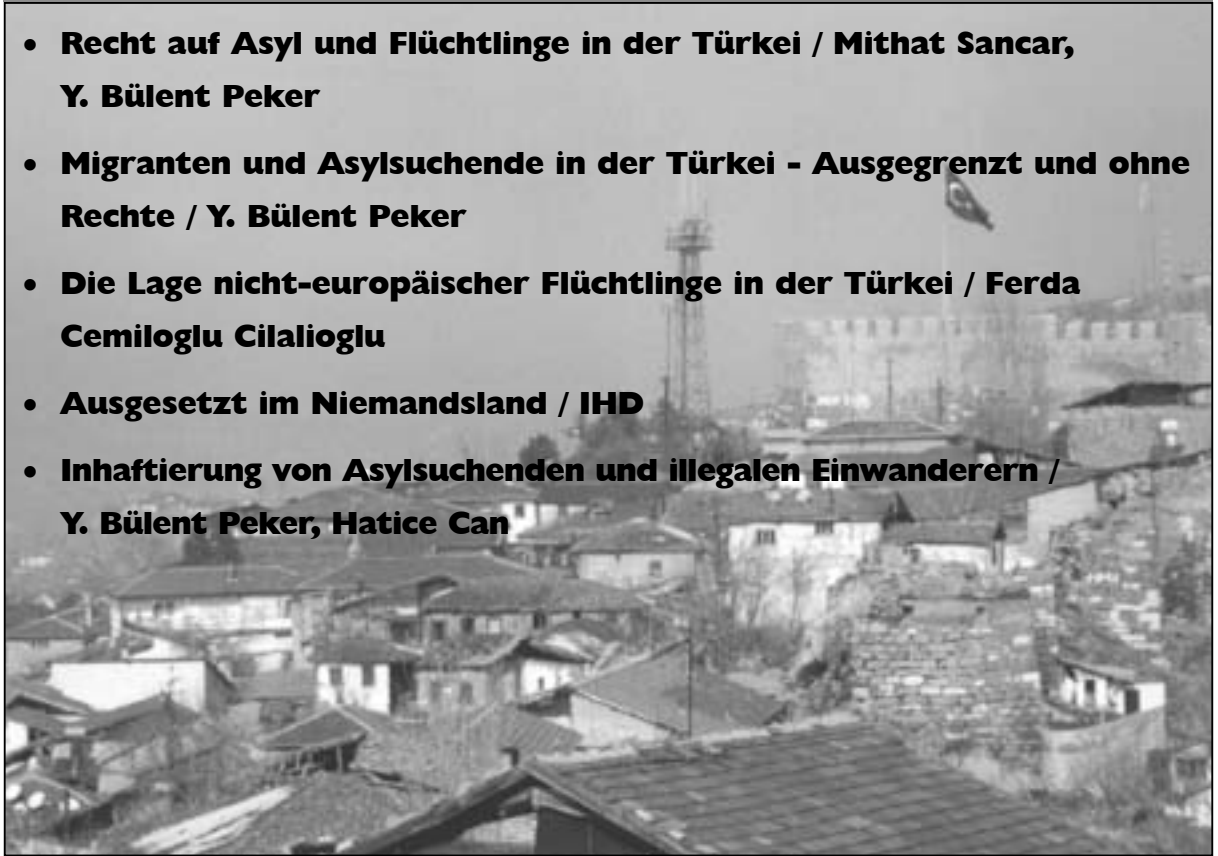 • Recht auf Asyl und Flüchtlinge in der Türkei / Mithat Sancar,
Y. Bülent Peker
• Migranten und Asylsuchende in der Türkei - Ausgegrenzt und ohne
Rechte / Y. Bülent Peker
• Die Lage nicht-europäischer Flüchtlinge in der Türkei / Ferda
Cemiloglu Cilalioglu
• Ausgesetzt im Niemandsland / IHD
• Inhaftierung von Asylsuchenden und illegalen Einwanderern /
Y. Bülent Peker, Hatice Can